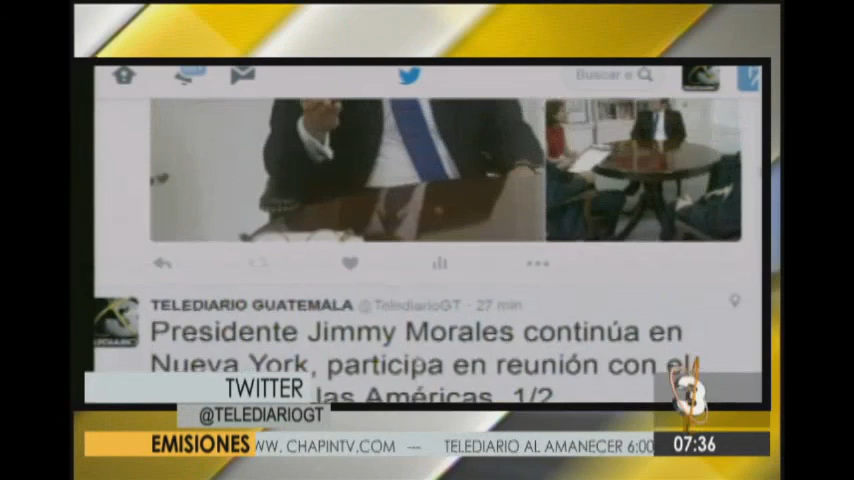 Buscar e
TELEDIARIO GUATEMALA @TelediarioGT · 27 min
Presidente Jimmy Morales continúa en
Nueva York, participa en reunión con el
las Américas. 1/2
TWITTER
@TELEDIARIOGT
3
EMISIONES WW. CHAPINTV.COM --- TELEDIARIO AL AMANECER 6:00 07:36